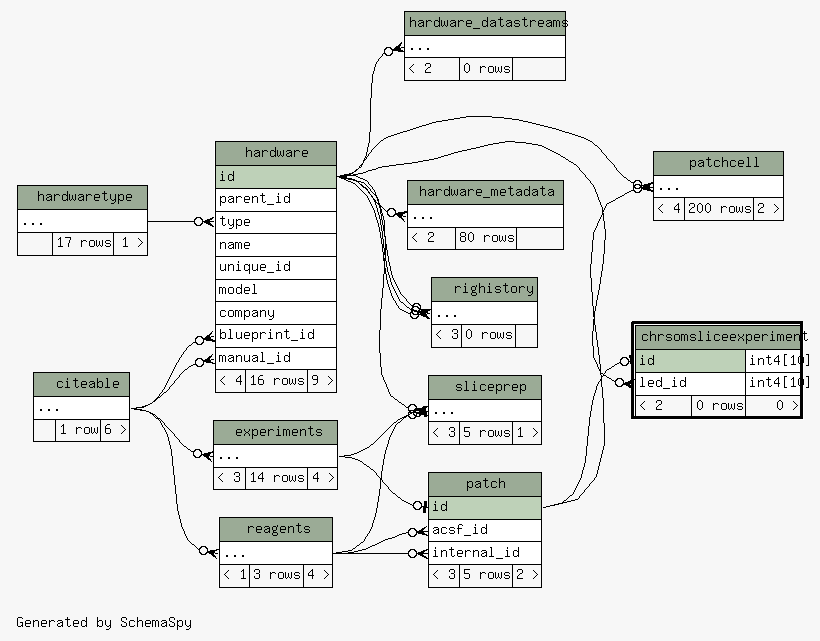 hardware_datastreams
...
< 2 0 rows
hardware
id
parent_id
type
name
unique_id
model
company
blueprint_id
manual_id
< 4 16 rows 9 >
patchcell
...
< 4 200 rows 2 >
hardwaretype
...
17 rows 1 >
hardware_metadata
...
< 2 80 rows
righistory
...
< 3 0 rows
chrsomsliceexperiment
id int4[10]
led_id int4[10]
< 2 0 rows 0 >
citeable
...
1 row 6 >
sliceprep
...
< 3 5 rows 1 >
experiments
...
< 3 14 rows 4 >
patch
id
acsf_id
internal_id
< 3 5 rows 2 >
reagents
...
< 1 3 rows 4 >
Generated by SchemaSpy